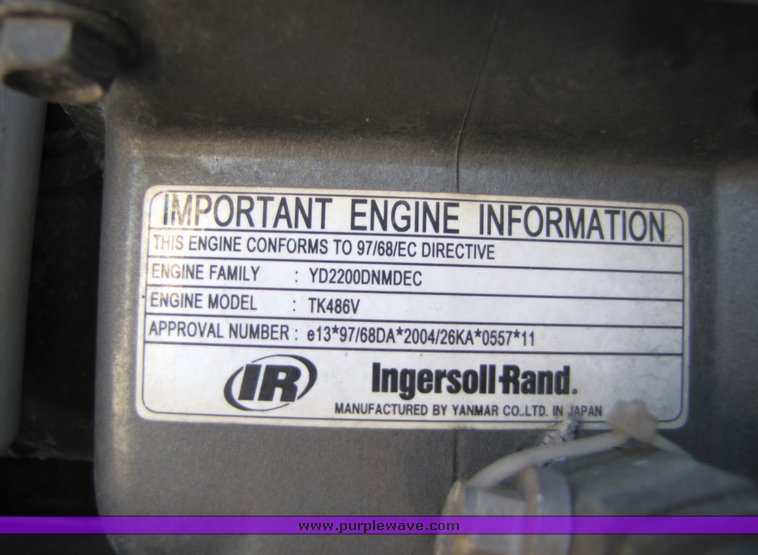 IMPORTANT ENGINE INFORMATION
THIS ENGINE CONFORMS TO 97/68/EC DIRECTIVE
ENGINE FAMILY : YD2200DNMDEC
ENGINE MODEL : TK486V
APPROVAL NUMBER : e13*97/68DA*2004/26KA*0557*11
IR Ingersoll-Rand.
MANUFACTURED BY YANMAR CO.,LTD. IN JAPAN
www.purplewave.com